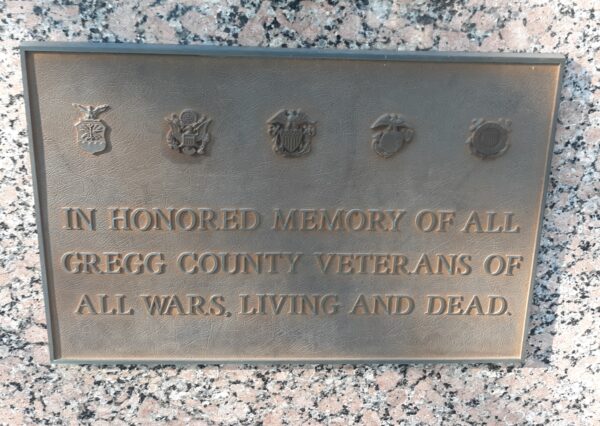 IN HONORED MEMORY OF ALL
GREGG COUNTY VETERANS OF
ALL WARS, LIVING AND DEAD.